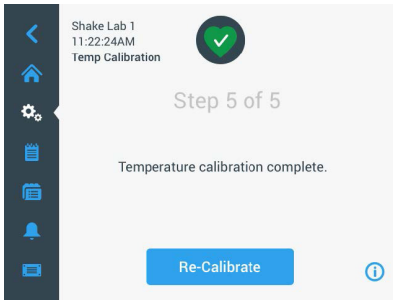 Shake Lab 1
11:22:24AM
Temp Calibration
Step 5 of 5
Temperature calibration complete.
Re-Calibrate